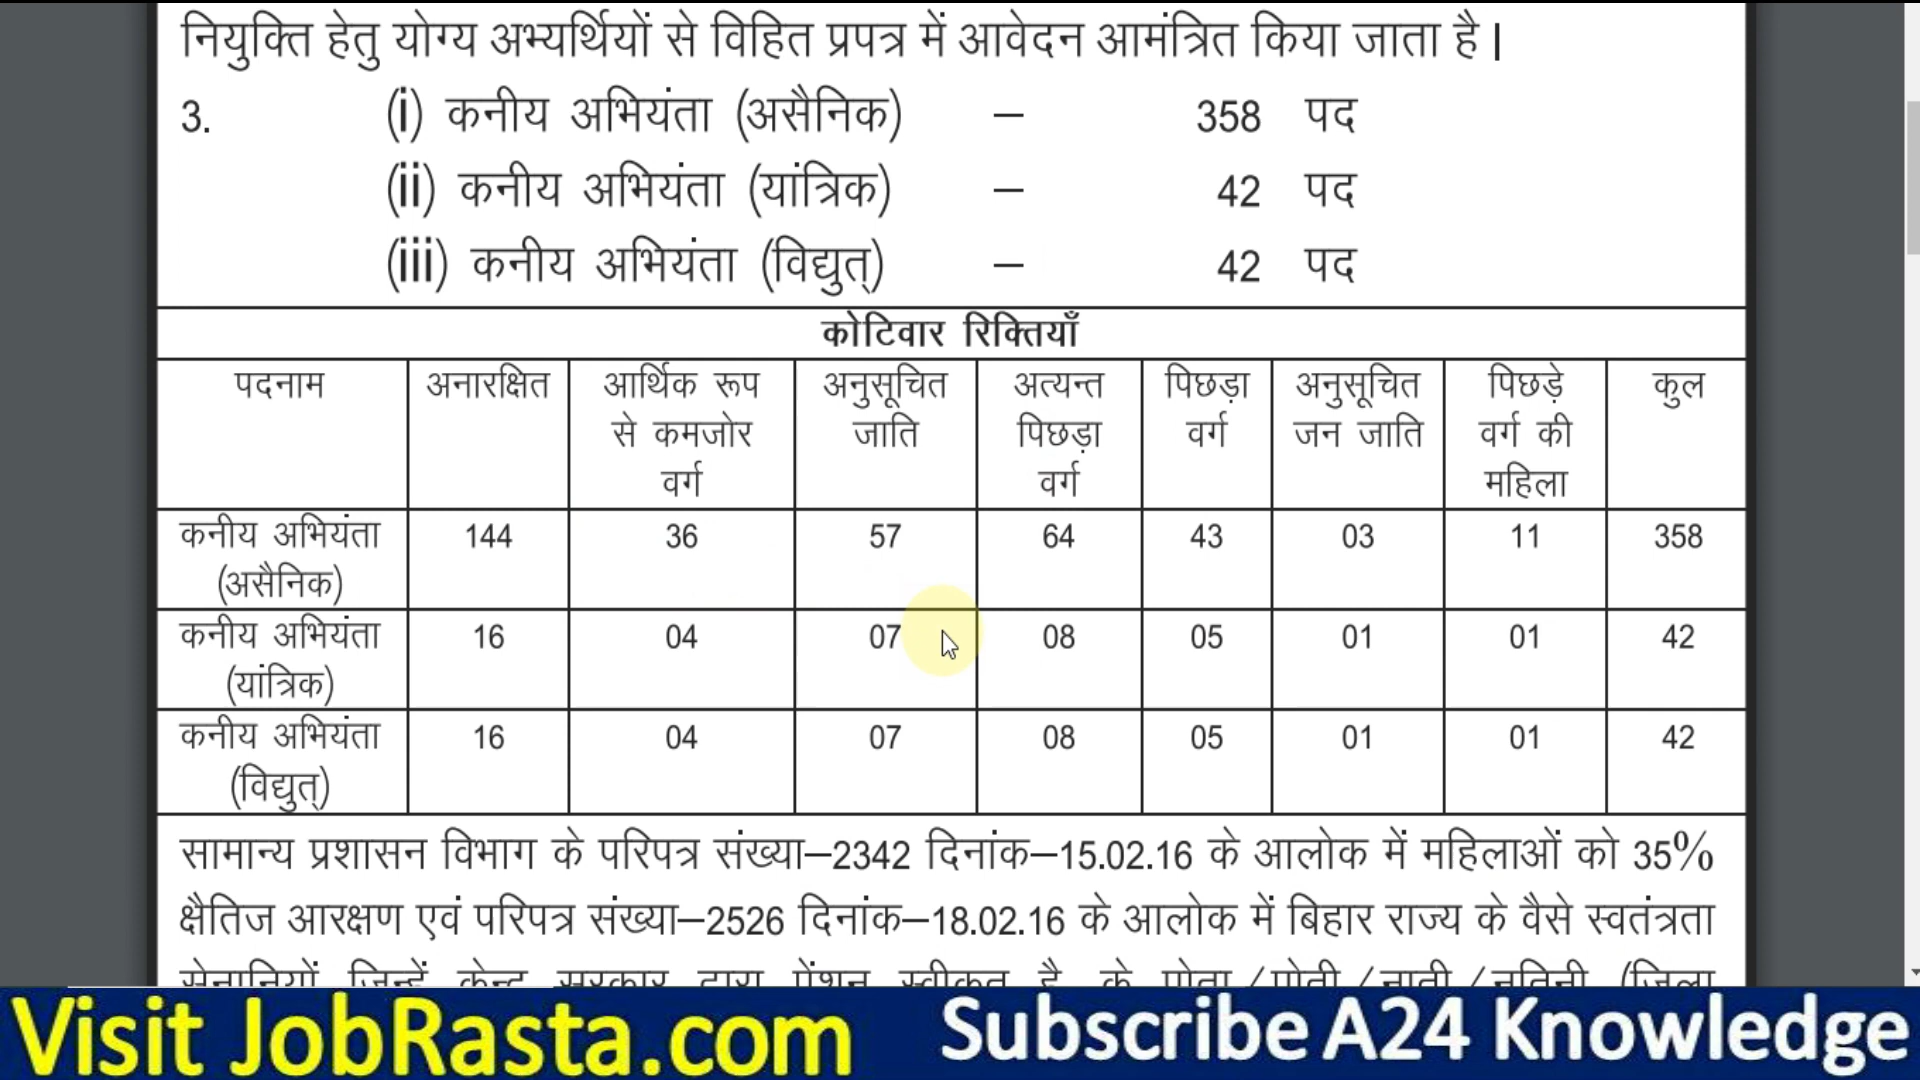 नियुक्ति हेतु योग्य अभ्यर्थियों से विहित प्रपत्र में आवेदन आमंत्रित किया जाता है।
3. (i) कनीय अभियंता (असैनिक) – 358 पद
(ii) कनीय अभियंता (यांत्रिक) – 42 पद
(iii) कनीय अभियंता (विद्युत्) – 42 पद
कोटिवार रिक्तियाँ
पदनाम अनारक्षित आर्थिक रूप अनुसूचित अत्यन्त पिछड़ा अनुसूचित पिछड़े कुल
से कमजोर जाति पिछड़ा वर्ग जन जाति वर्ग की
वर्ग वर्ग महिला
कनीय अभियंता 144 36 57 64 43 03 11 358
(असैनिक)
कनीय अभियंता 16 04 07 08 05 01 01 42
(यांत्रिक)
कनीय अभियंता 16 04 07 08 05 01 01 42
(विद्युत्)
सामान्य प्रशासन विभाग के परिपत्र संख्या–2342 दिनांक–15.02.16 के आलोक में महिलाओं को 35%
क्षैतिज आरक्षण एवं परिपत्र संख्या–2526 दिनांक–18.02.16 के आलोक में बिहार राज्य के वैसे स्वतंत्रता
सेनानियों जिन्हें केन्द्र सरकार द्वारा पेंशन स्वीकृत है, के पोता/पोती/नाती/नतिनी (जिला
Visit JobRasta.com Subscribe A24 Knowledge